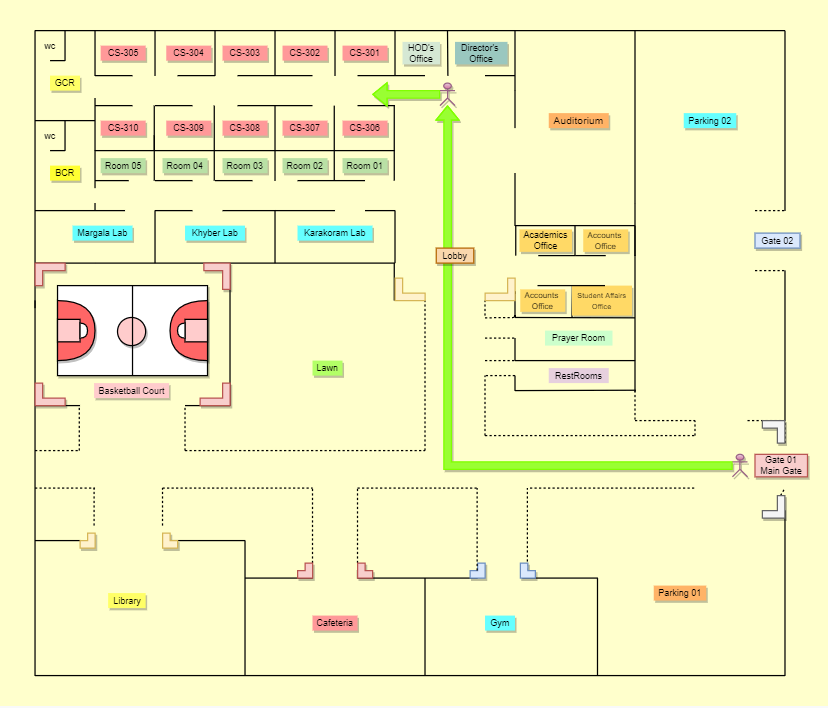 wc
CS-305
CS-304
CS-303
CS-302
CS-301
HOD's
Office
Director's
Office
GCR
CS-310
CS-309
CS-308
CS-307
CS-306
Auditorium
Parking 02
wc
BCR
Room 05
Room 04
Room 03
Room 02
Room 01
Margala Lab
Khyber Lab
Karakoram Lab
Academics
Office
Accounts
Office
Gate 02
Lobby
Accounts
Office
Student Affairs
Office
Prayer Room
Lawn
RestRooms
Basketball Court
Gate 01
Main Gate
Library
Cafeteria
Gym
Parking 01